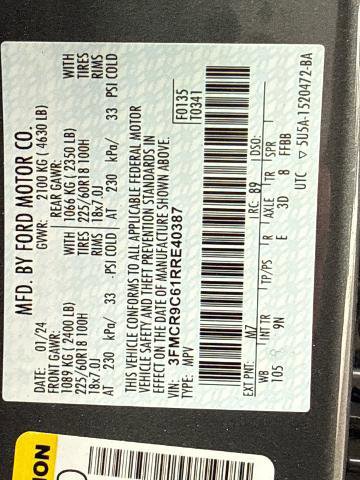 MFD. BY FORD MOTOR CO.
DATE: 01/24 GVWR: 2100 KG ( 4630 LB)
FRONT GAWR: REAR GAWR:
1089 KG ( 2400 LB) WITH 1066 KG ( 2350 LB) WITH
225/60R18 100H TIRES 225/60R18 100H TIRES
18x7.0J RIMS 18x7.0J RIMS
AT 230 kPa/ 33 PSI COLD AT 230 kPa/ 33 PSI COLD
THIS VEHICLE CONFORMS TO ALL APPLICABLE FEDERAL MOTOR
VEHICLE SAFETY AND THEFT PREVENTION STANDARDS IN
EFFECT ON THE DATE OF MANUFACTURE SHOWN ABOVE.
VIN: 3FMCR9C61RRE40387
TYPE: MPV
F0135
T0341
EXT PNT: M7 RC: B9 DSO:
WB INT TR TP/PS R AXLE TR SPR
105 9N E 3D 8 FFBB
UTC ▽ 5U5A-1520472-BA
ION